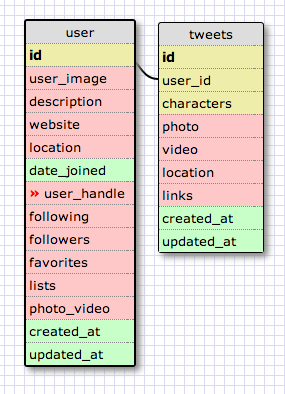 user
id
user_image
description
website
location
date_joined
» user_handle
following
followers
favorites
lists
photo_video
created_at
updated_at
tweets
id
user_id
characters
photo
video
location
links
created_at
updated_at